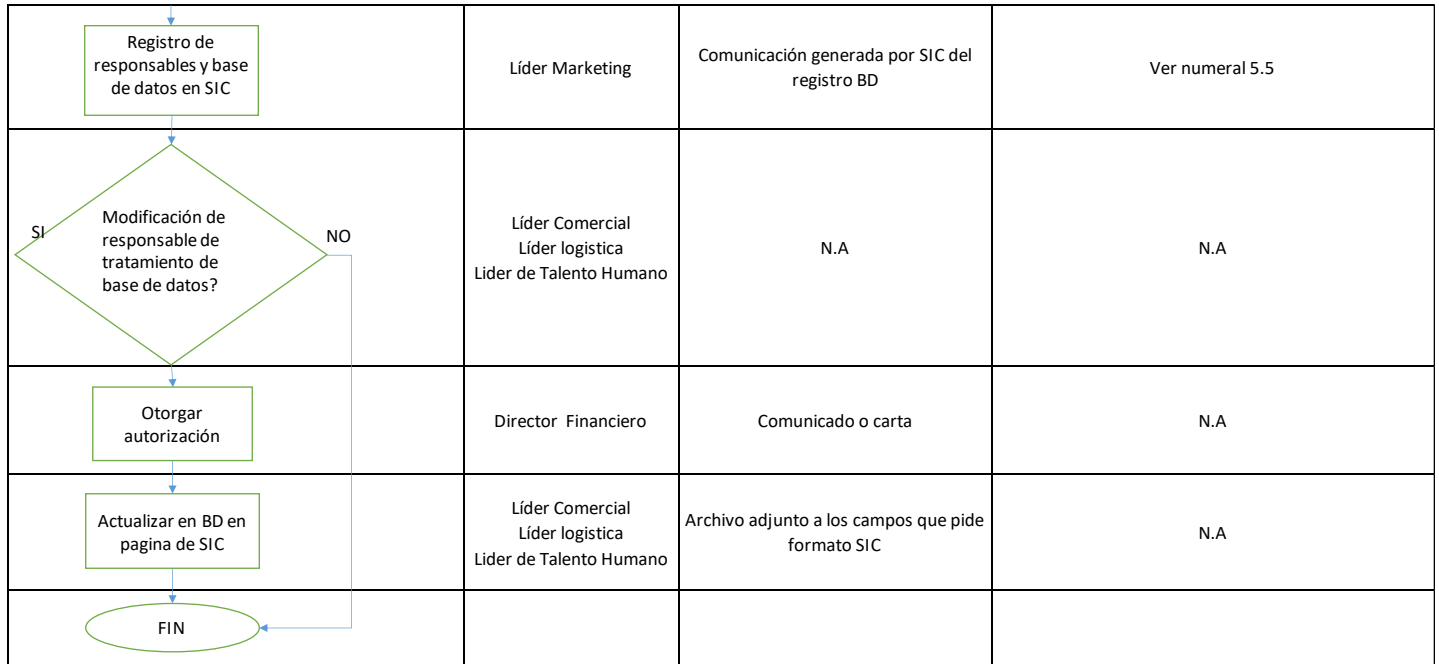 Registro de
responsables y base
de datos en SIC
Líder Marketing
Comunicación generada por SIC del
registro BD
Ver numeral 5.5
SI
Modificación de
responsable de
tratamiento de
base de datos?
NO
Líder Comercial
Líder logistica
Lider de Talento Humano
N.A
N.A
Otorgar
autorización
Director Financiero
Comunicado o carta
N.A
Actualizar en BD en
pagina de SIC
Líder Comercial
Líder logistica
Lider de Talento Humano
Archivo adjunto a los campos que pide
formato SIC
N.A
FIN